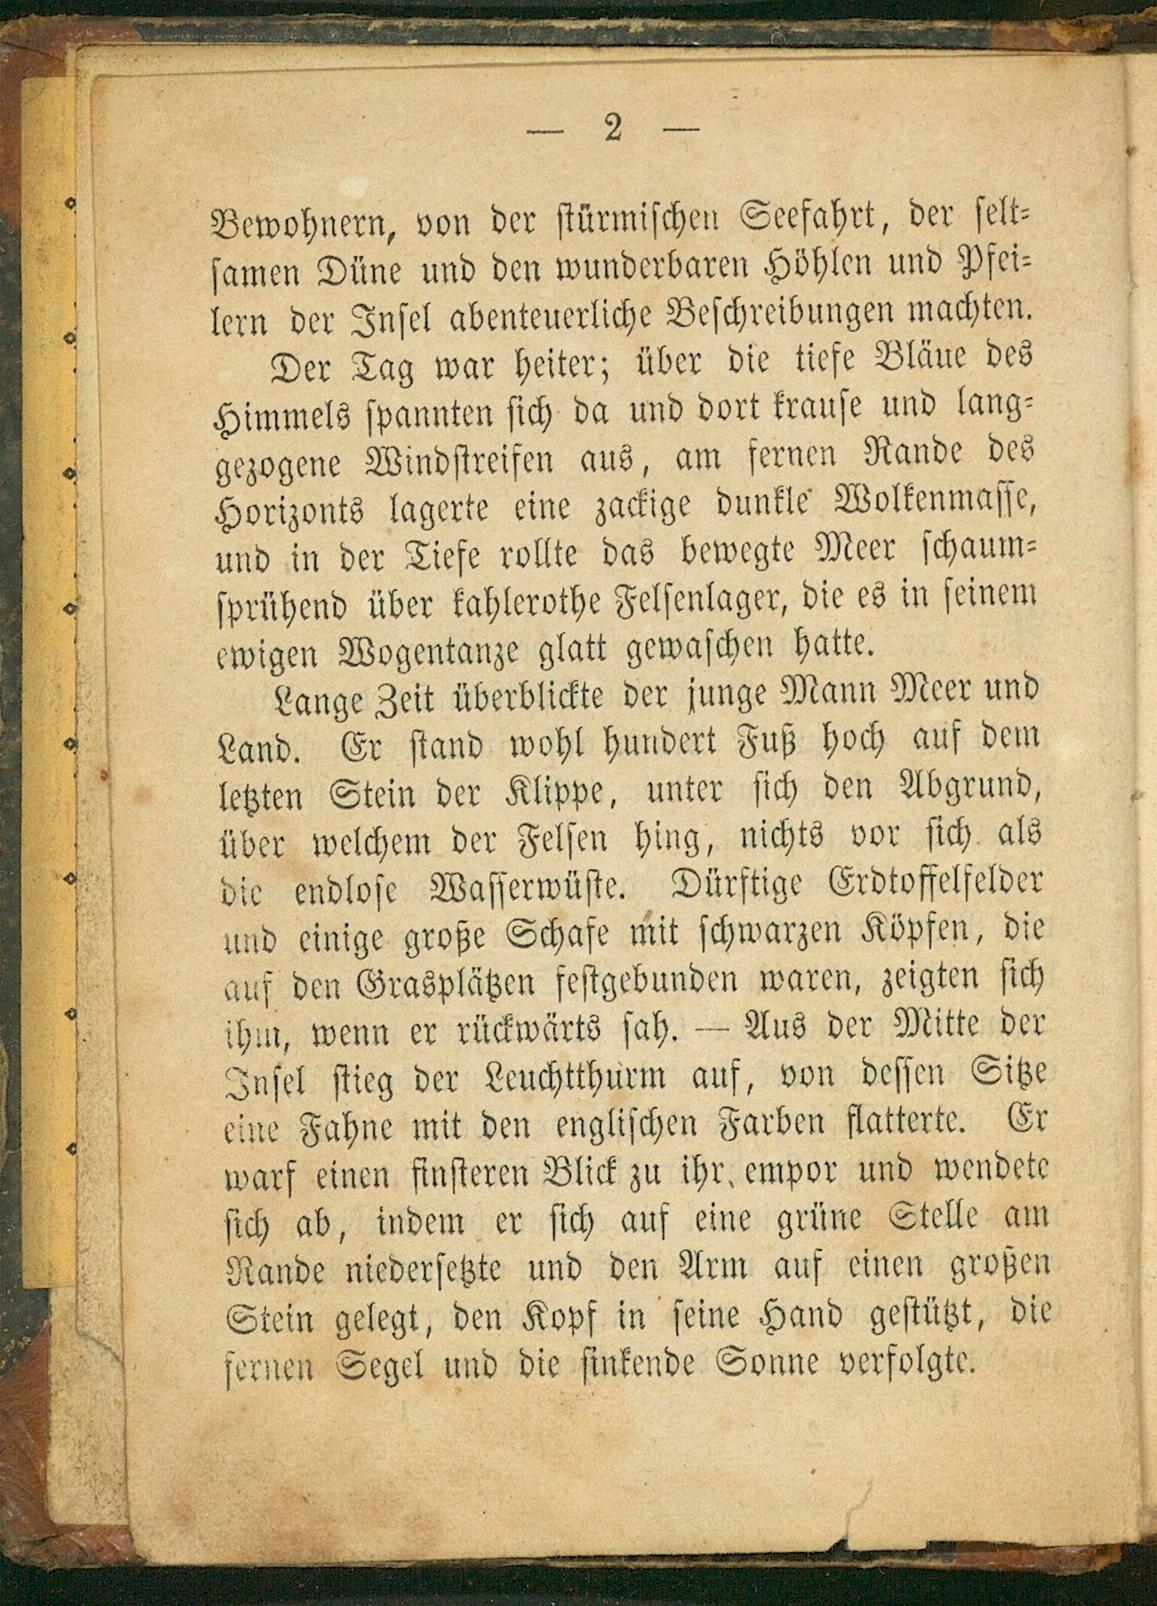 — 2 —
Bewohnern, von der stürmischen Seefahrt, der selt-
samen Düne und den wunderbaren Höhlen und Pfei-
lern der Insel abenteuerliche Beschreibungen machten.
Der Tag war heiter; über die tiefe Bläue des
Himmels spannten sich da und dort krause und lang-
gezogene Windstreifen aus, am fernen Rande des
Horizonts lagerte eine zackige dunkle Wolkenmasse,
und in der Tiefe rollte das bewegte Meer schaum-
sprühend über kahlerothe Felsenlager, die es in seinem
ewigen Wogentanze glatt gewaschen hatte.
Lange Zeit überblickte der junge Mann Meer und
Land. Er stand wohl hundert Fuß hoch auf dem
letzten Stein der Klippe, unter sich den Abgrund,
über welchem der Felsen hing, nichts vor sich als
die endlose Wasserwüste. Dürftige Erdtoffelfelder
und einige große Schafe mit schwarzen Köpfen, die
auf den Grasplätzen festgebunden waren, zeigten sich
ihm, wenn er rückwärts sah. — Aus der Mitte der
Insel stieg der Leuchtthurm auf, von dessen Sitze
eine Fahne mit den englischen Farben flatterte. Er
warf einen finsteren Blick zu ihr empor und wendete
sich ab, indem er sich auf eine grüne Stelle am
Rande niedersetzte und den Arm auf einen großen
Stein gelegt, den Kopf in seine Hand gestützt, die
fernen Segel und die sinkende Sonne verfolgte.